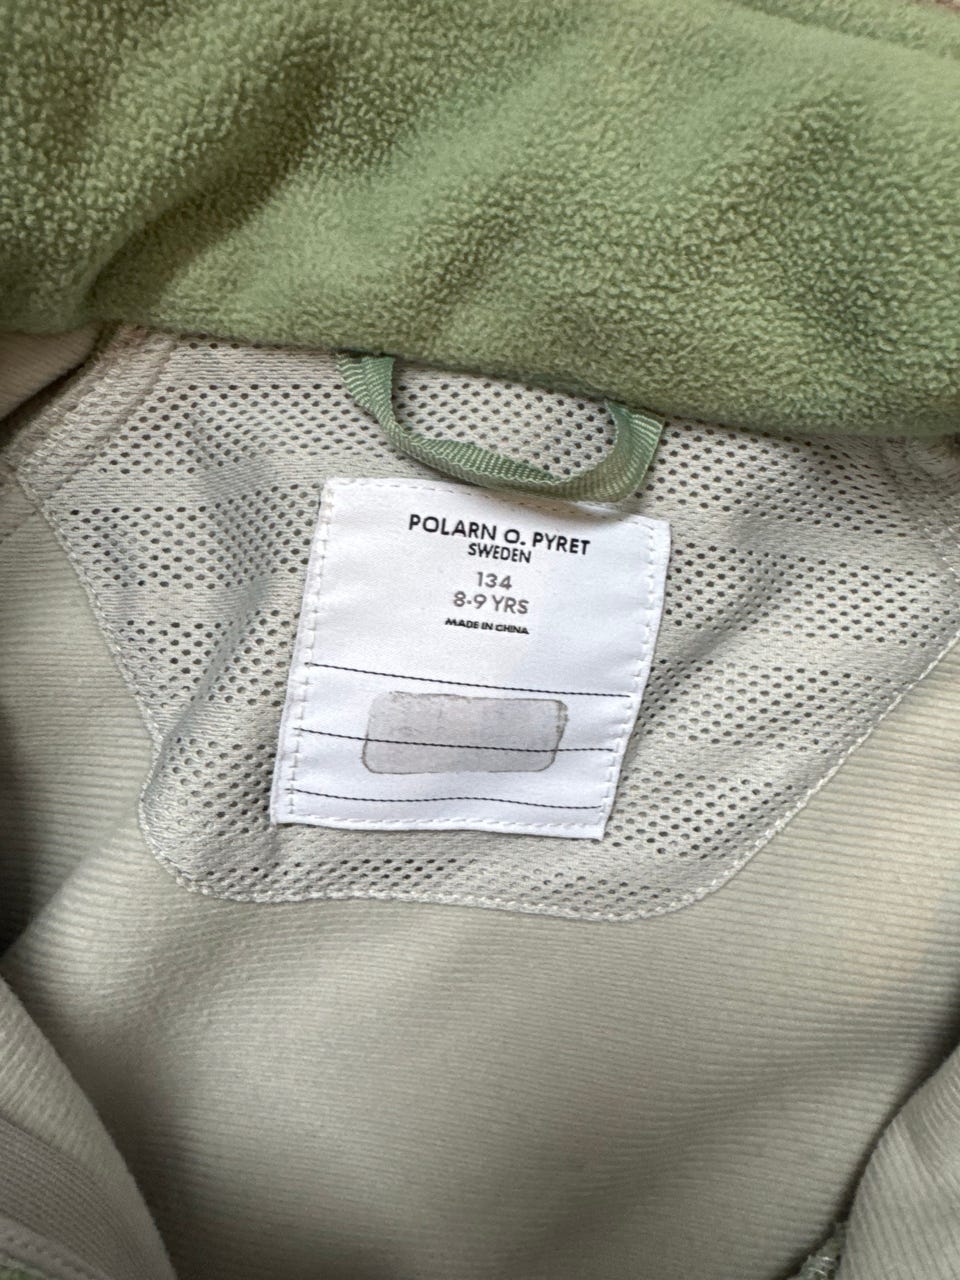 POLARN O. PYRET
SWEDEN
134
8-9 YRS
MADE IN CHINA